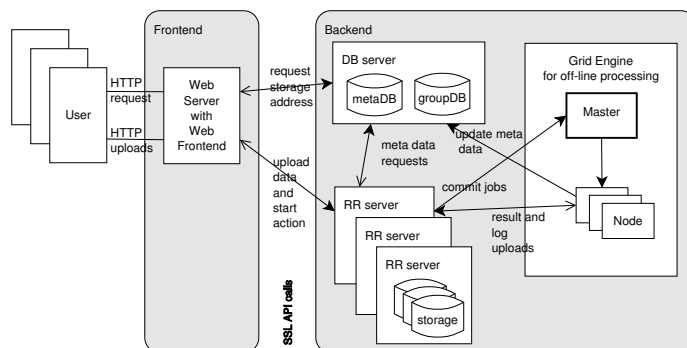 Frontend
Backend
User
HTTP
request
HTTP
uploads
Web
Server
with
Web
Frontend
request
storage
address
upload
data
and
start
action
SSL API calls
DB server
metaDB
groupDB
meta data
requests
update meta
data
commit jobs
RR server
RR server
RR server
storage
result and
log
uploads
Grid Engine
for off-line processing
Master
Node